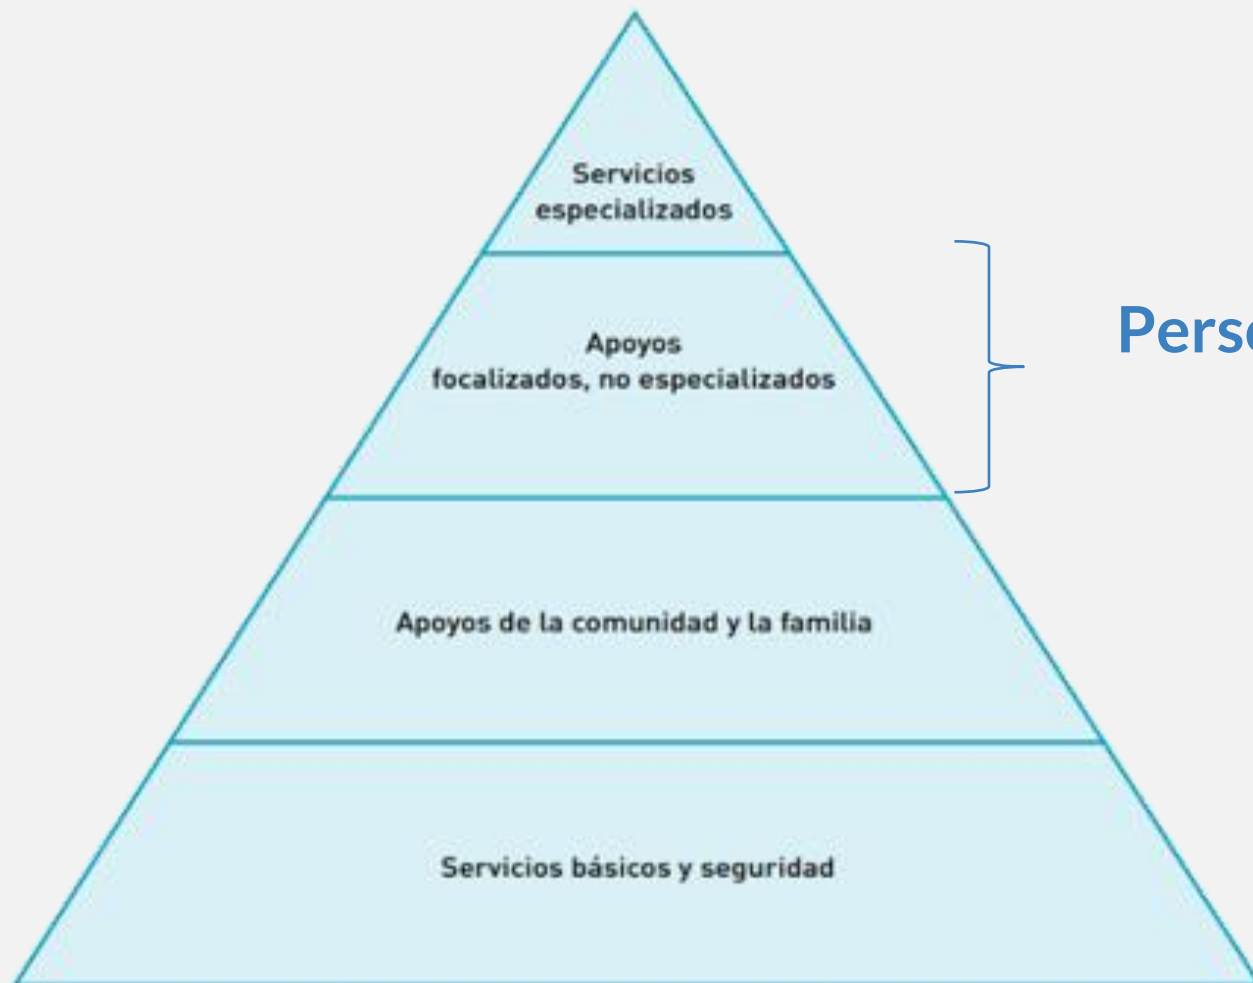 Servicios
especializados
Apoyos
focalizados, no especializados
Apoyos de la comunidad y la familia
Servicios básicos y seguridad